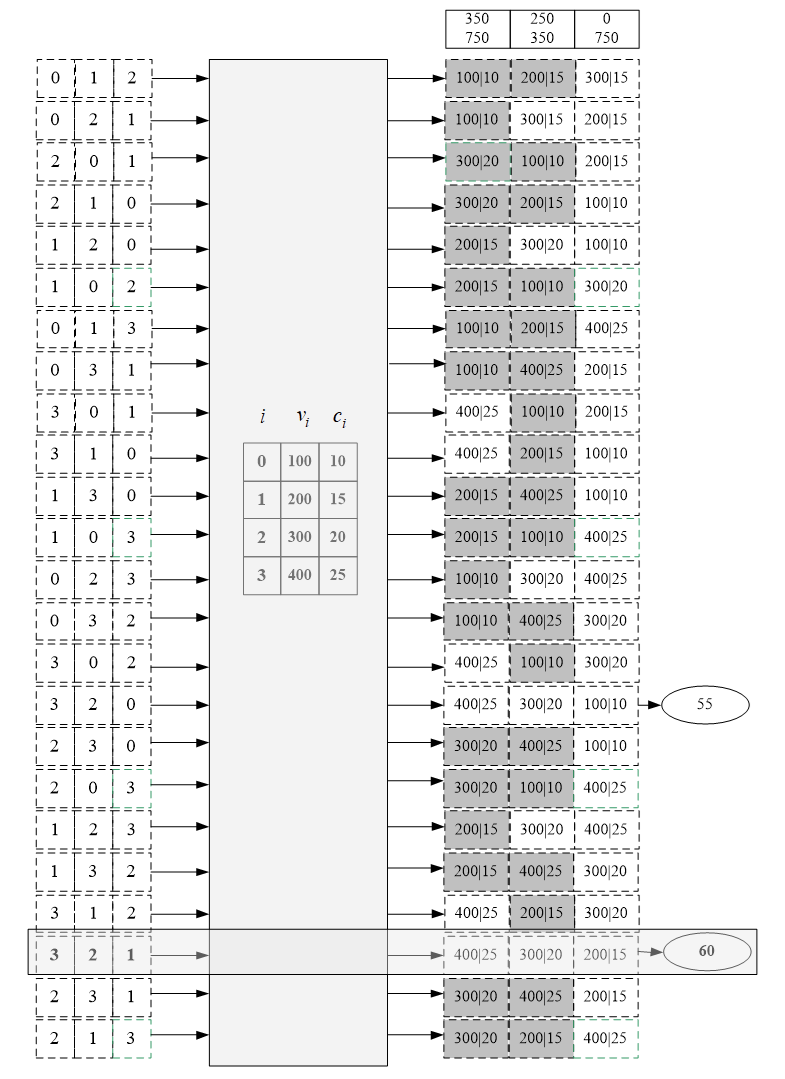 350 250 0
750 350 750
0 1 2 100|10 200|15 300|15
0 2 1 100|10 300|15 200|15
2 0 1 300|20 100|10 200|15
2 1 0 300|20 200|15 100|10
1 2 0 200|15 300|20 100|10
1 0 2 200|15 100|10 300|20
0 1 3 100|10 200|15 400|25
0 3 1 100|10 400|25 200|15
3 0 1 i vᵢ cᵢ 400|25 100|10 200|15
3 1 0 0 100 10 400|25 200|15 100|10
1 3 0 1 200 15 200|15 400|25 100|10
1 0 3 2 300 20 200|15 100|10 400|25
0 2 3 3 400 25 100|10 300|20 400|25
0 3 2 100|10 400|25 300|20
3 0 2 400|25 100|10 300|20
3 2 0 400|25 300|20 100|10 55
2 3 0 300|20 400|25 100|10
2 0 3 300|20 100|10 400|25
1 2 3 200|15 300|20 400|25
1 3 2 200|15 400|25 300|20
3 1 2 400|25 200|15 300|20
3 2 1 400|25 300|20 200|15 60
2 3 1 300|20 400|25 200|15
2 1 3 300|20 200|15 400|25